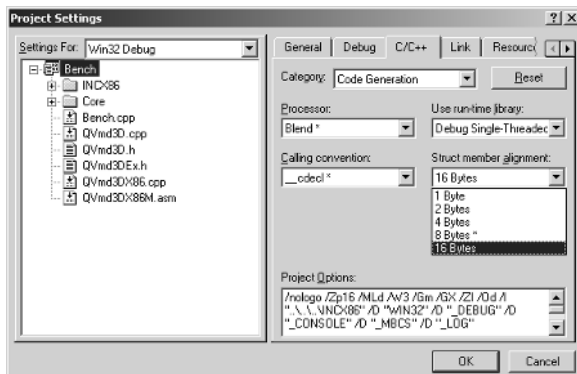 Project Settings
Settings For: Win32 Debug
Bench
INCX86
Core
Bench.cpp
QVmd3D.cpp
QVmd3D.h
QVmd3DEx.h
QVmd3DX86.cpp
QVmd3DX86M.asm
General Debug C/C++ Link Resourc
Category: Code Generation Reset
Processor: Use run-time library:
Blend * Debug Single-Threaded
Calling convention: Struct member alignment:
__cdecl * 16 Bytes
1 Byte
2 Bytes
4 Bytes
8 Bytes *
16 Bytes
Project Options:
/nologo /Zp16 /MLd /W3 /Gm /GX /ZI /Od /I
"..\..\..\INCX86" /D "WIN32" /D "_DEBUG" /D
"_CONSOLE" /D "_MBCS" /D "_LOG"
OK Cancel